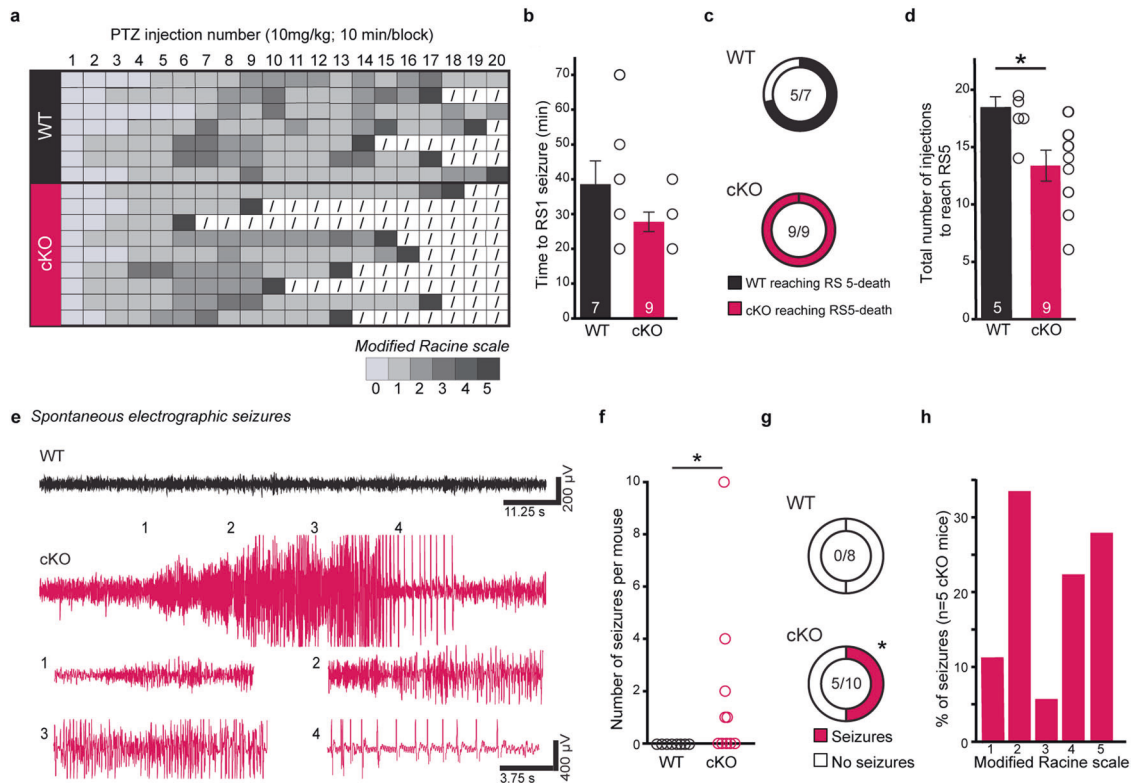 a
PTZ injection number (10mg/kg; 10 min/block)
1 2 3 4 5 6 7 8 9 10 11 12 13 14 15 16 17 18 19 20
WT
/ / /
/
/ / / / / /
/ / /
cKO
/ /
/ / / / / / / / / / /
/ / / / / / / / / / / / / /
/ / / / /
/ / / /
/ / / / / / /
/ / / / / / / / / /
/ / /
/ / / / / / /
Modified Racine scale
0 1 2 3 4 5
b
Time to RS1 seizure (min)
70
60
50
40
30
20
10
0
7 9
WT cKO
c
WT
5/7
cKO
9/9
WT reaching RS 5-death
cKO reaching RS5-death
d
Total number of injections
to reach RS5
*
20
15
10
5
0
5 9
WT cKO
e Spontaneous electrographic seizures
WT
200 µV
11.25 s
1 2 3 4
cKO
1 2
3 4
400 µV
3.75 s
f
Number of seizures per mouse
*
10
8
6
4
2
0
WT cKO
g
WT
0/8
cKO
*
5/10
Seizures
No seizures
h
% of seizures (n=5 cKO mice)
30
20
10
0
1 2 3 4 5
Modified Racine scale